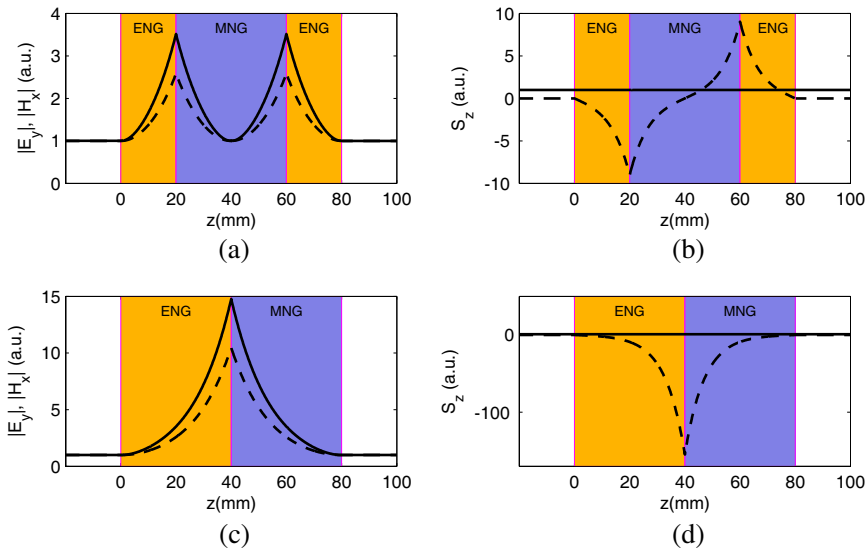 |E_y|, |H_x| (a.u.)
4
3
2
1
0
ENG MNG ENG
0 20 40 60 80 100
z(mm)
(a)
S_z (a.u.)
10
5
0
-5
-10
ENG MNG ENG
0 20 40 60 80 100
z(mm)
(b)
|E_y|, |H_x| (a.u.)
15
10
5
0
ENG MNG
0 20 40 60 80 100
z(mm)
(c)
S_z (a.u.)
0
-100
ENG MNG
0 20 40 60 80 100
z(mm)
(d)